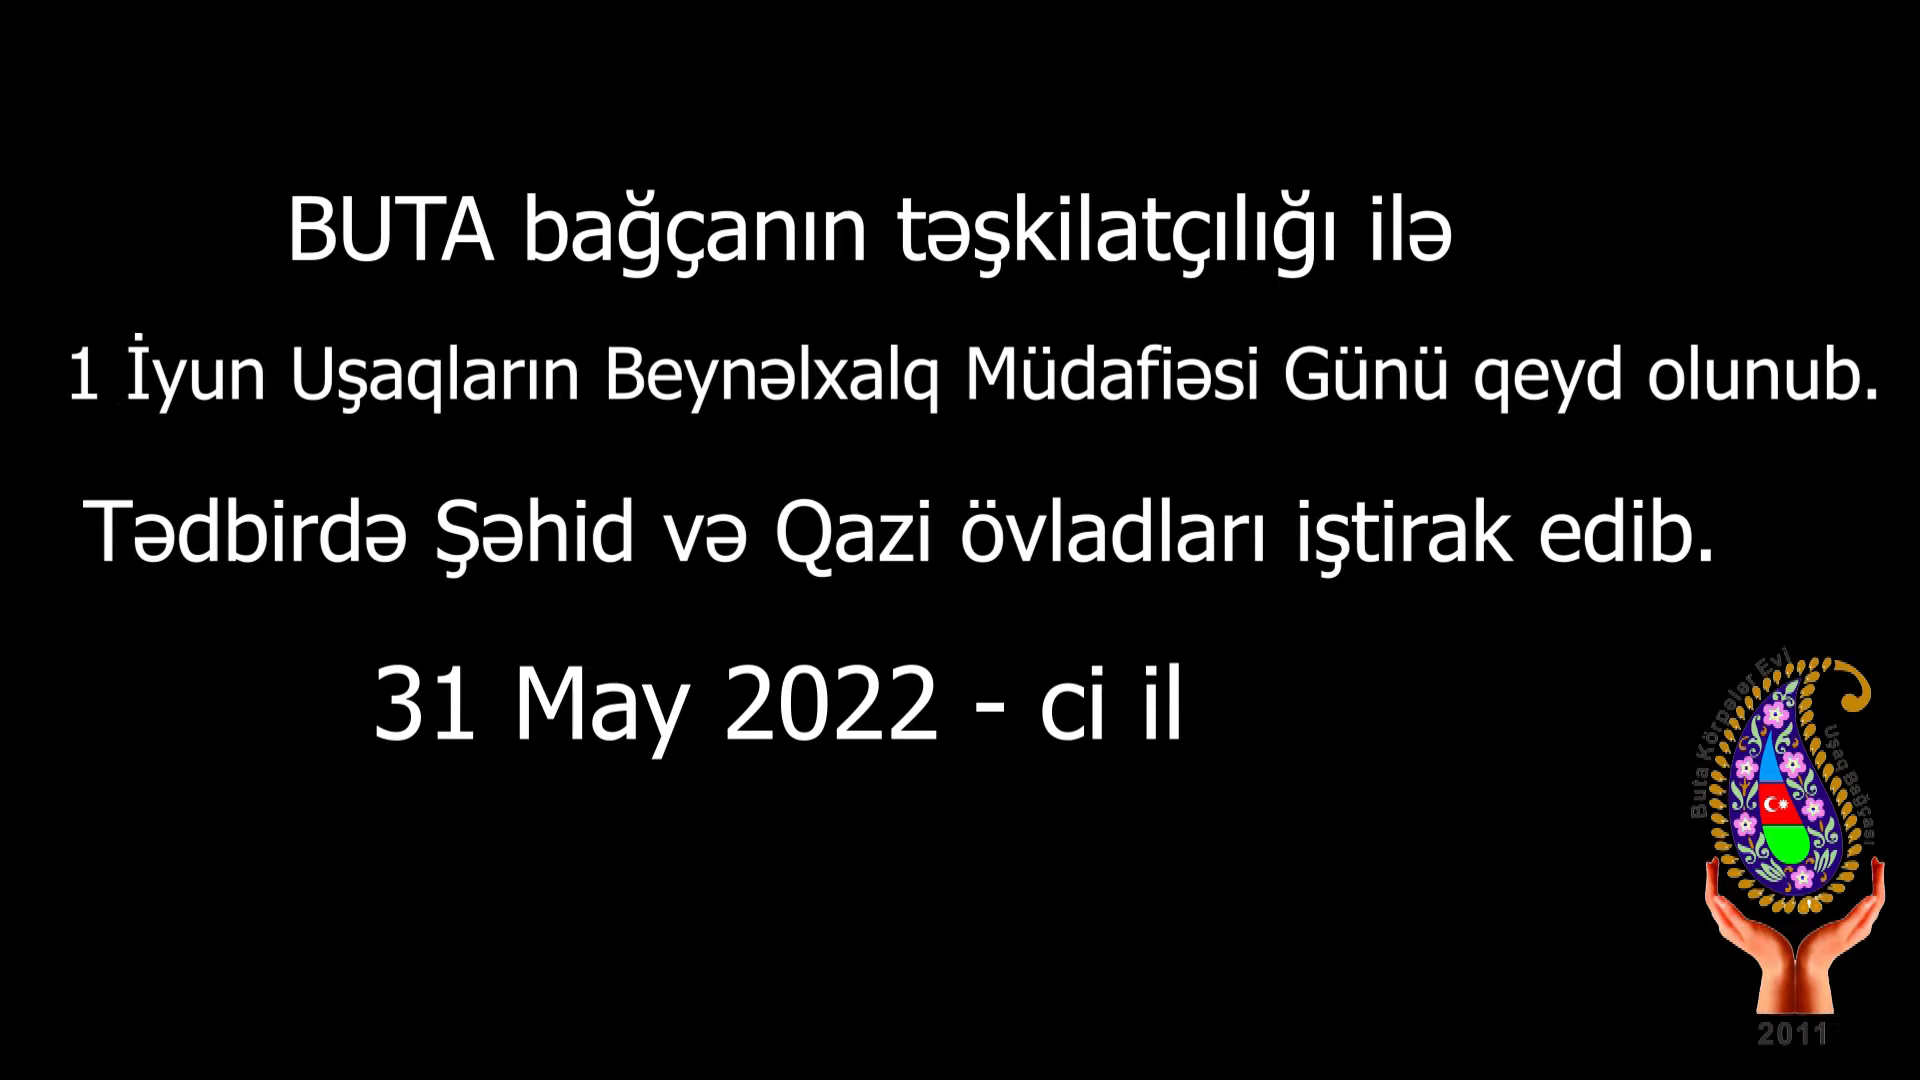 BUTA bağçanın təşkilatçılığı ilə
1 İyun Uşaqların Beynəlxalq Müdafiəsi Günü qeyd olunub.
Tədbirdə Şəhid və Qazi övladları iştirak edib.
31 May 2022 - ci il
Buta Körpələr Evi
Uşaq Bağçası
2011